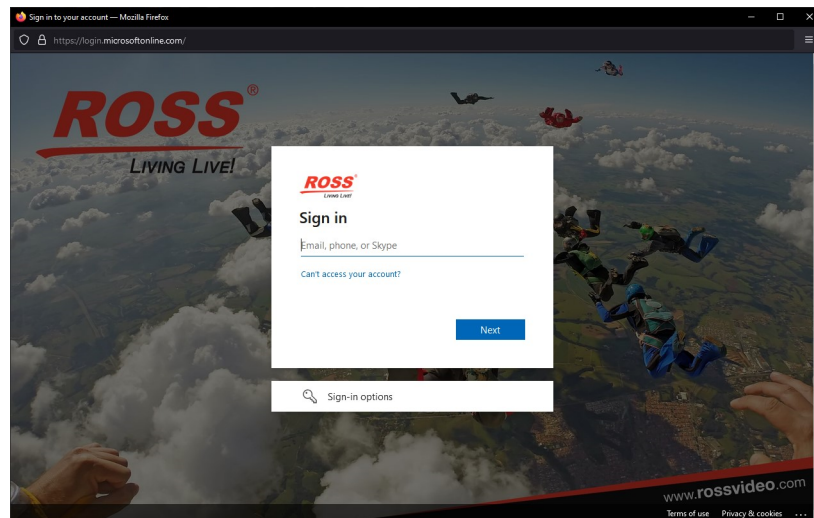 Sign in to your account — Mozilla Firefox
https://login.microsoftonline.com/
ROSS®
LIVING LIVE!
ROSS®
LIVING LIVE!
Sign in
Email, phone, or Skype
Can't access your account?
Next
Sign-in options
www.rossvideo.com
Terms of use Privacy & cookies ...